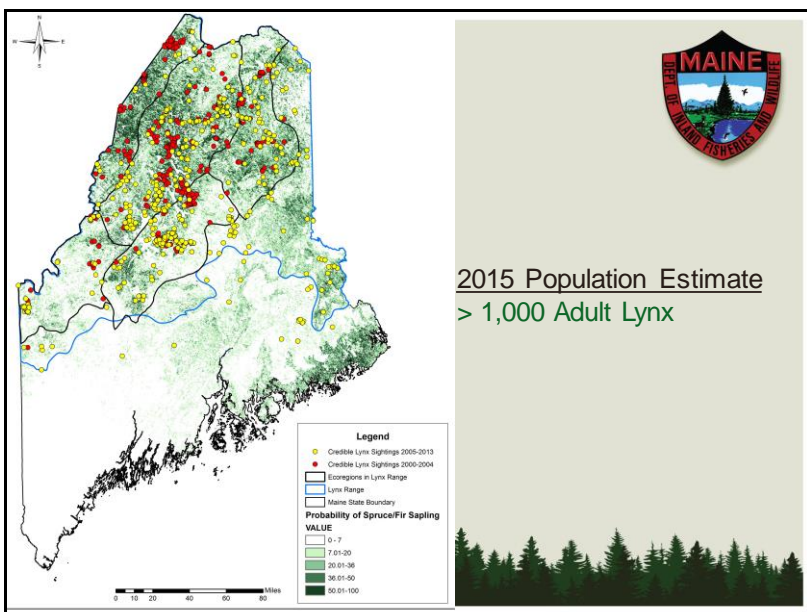 N
W E
S
MAINE
DEPT. OF INLAND FISHERIES AND WILDLIFE
2015 Population Estimate
> 1,000 Adult Lynx
Legend
Credible Lynx Sightings 2005-2013
Credible Lynx Sightings 2000-2004
Ecoregions in Lynx Range
Lynx Range
Maine State Boundary
Probability of Spruce/Fir Sapling
VALUE
0 - 7
7.01-20
20.01-36
36.01-50
50.01-100
Miles
0 10 20 40 60 80